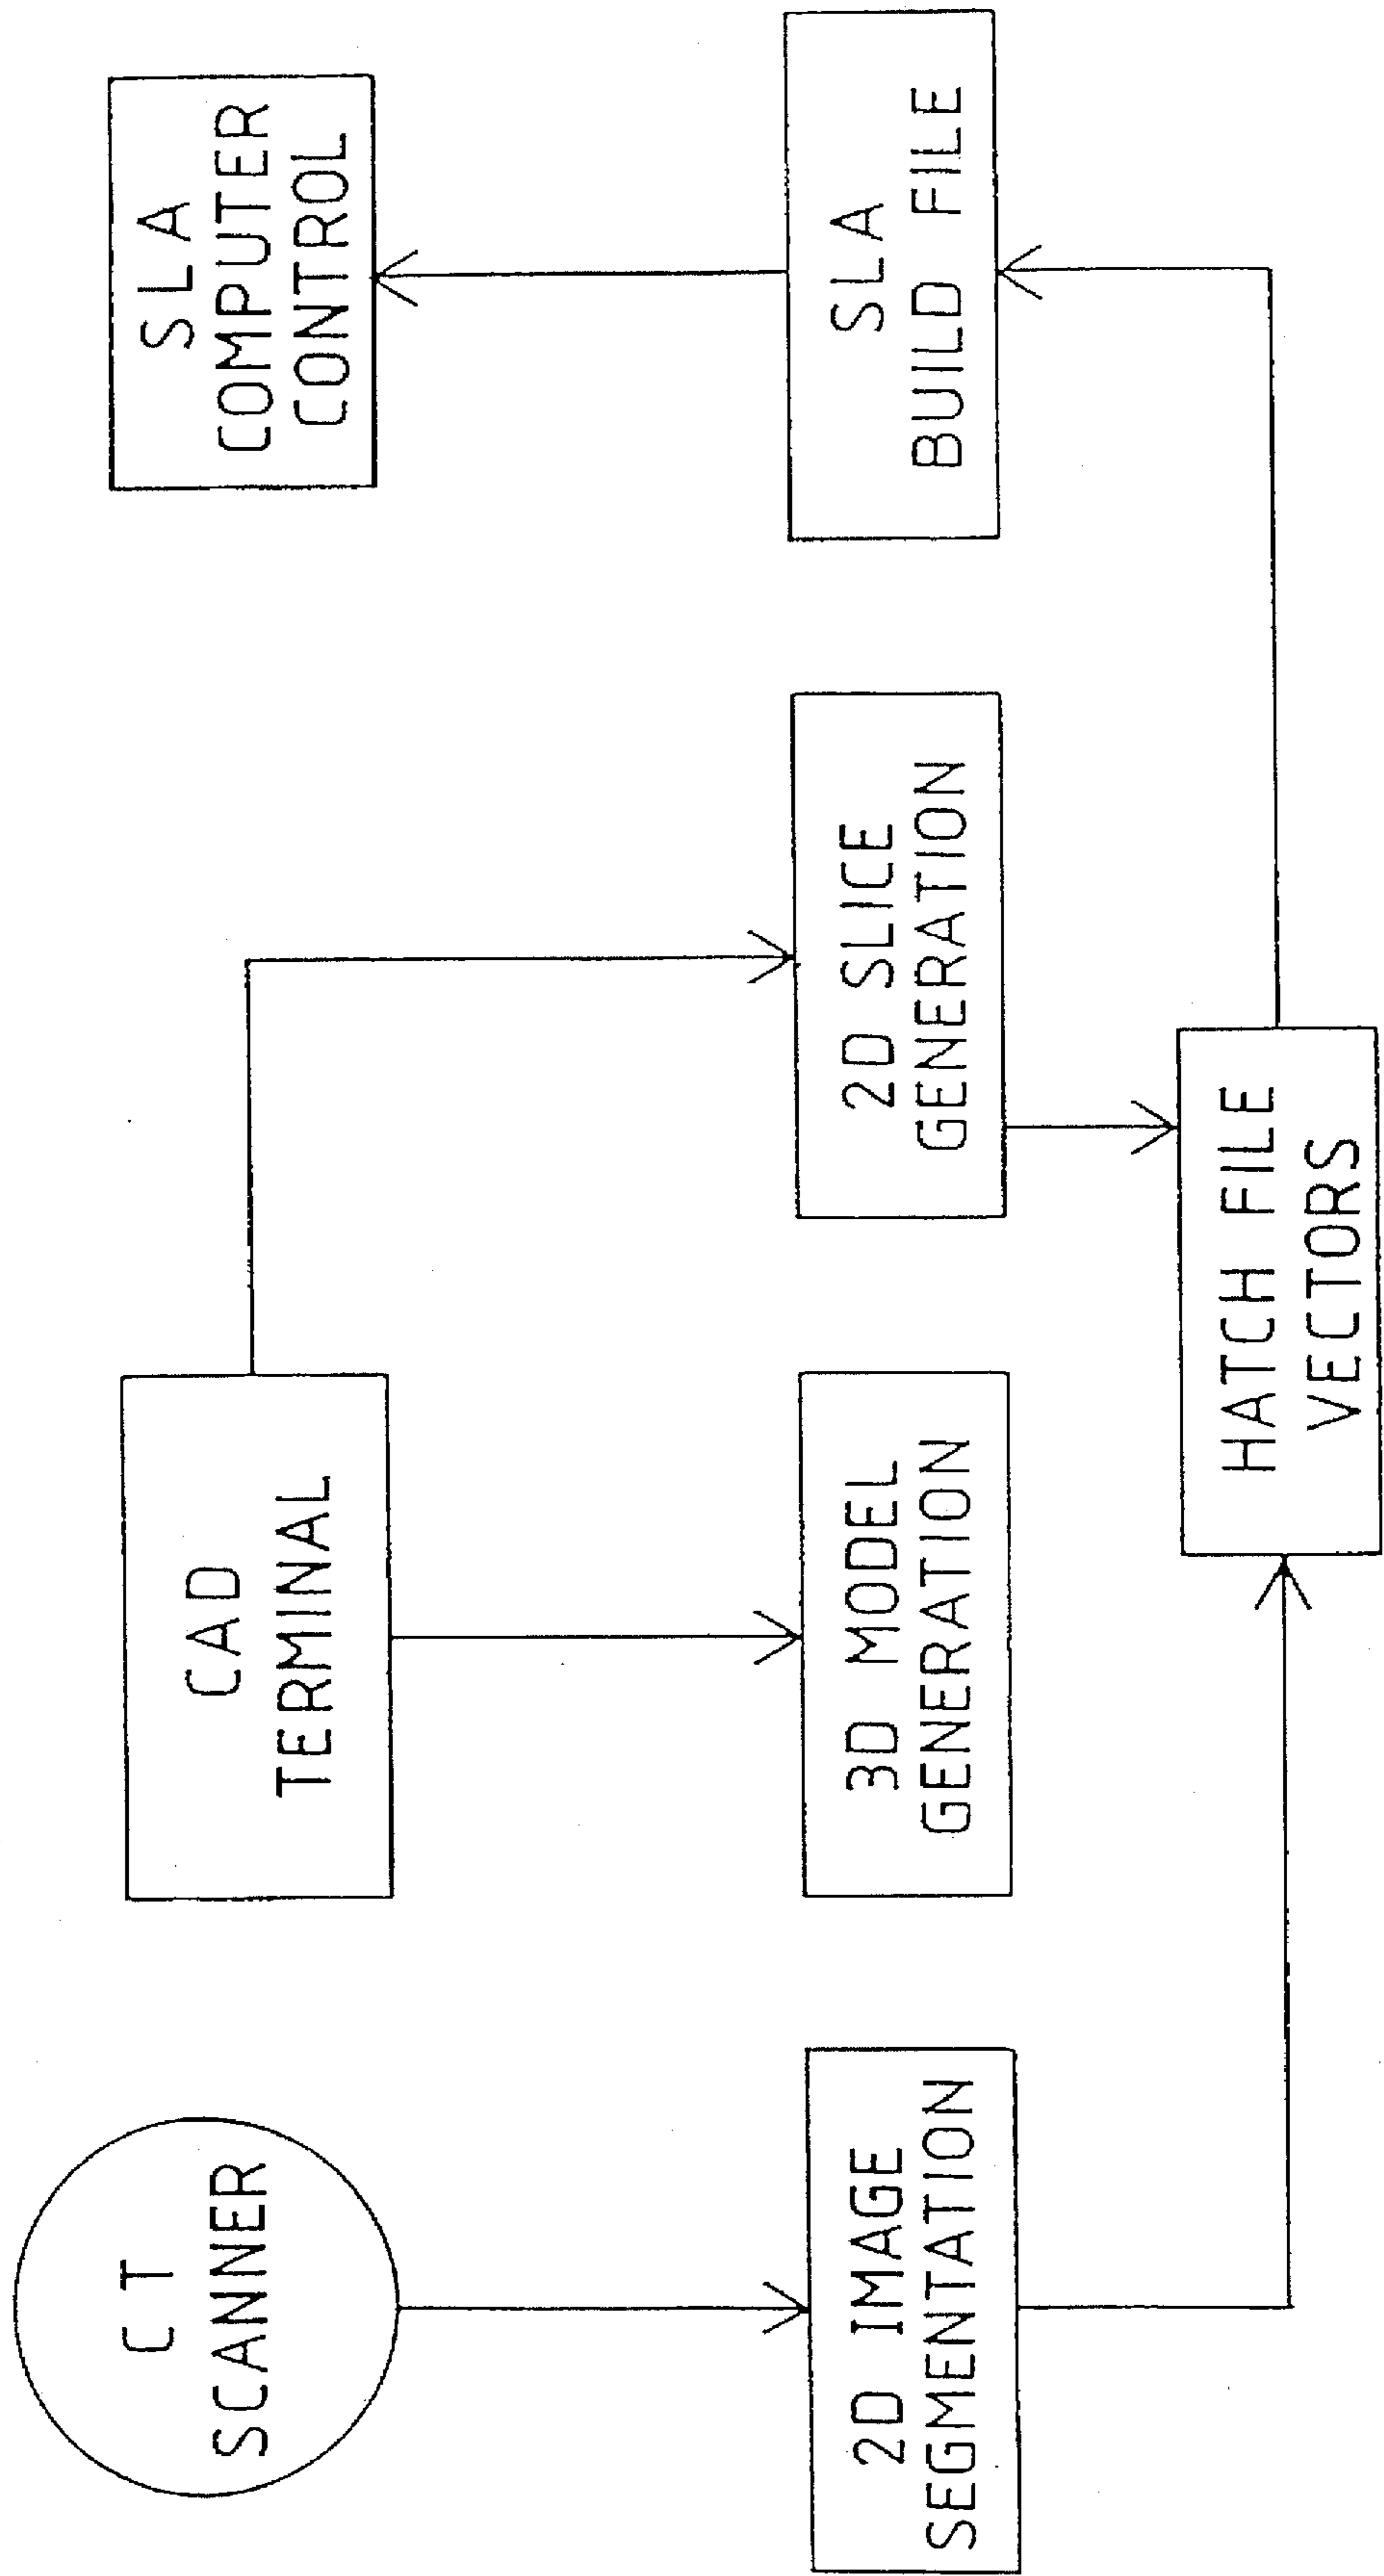 CT
SCANNER
CAD
TERMINAL
SLA
COMPUTER
CONTROL
2D IMAGE
SEGMENTATION
3D MODEL
GENERATION
2D SLICE
GENERATION
SLA
BUILD FILE
HATCH FILE
VECTORS